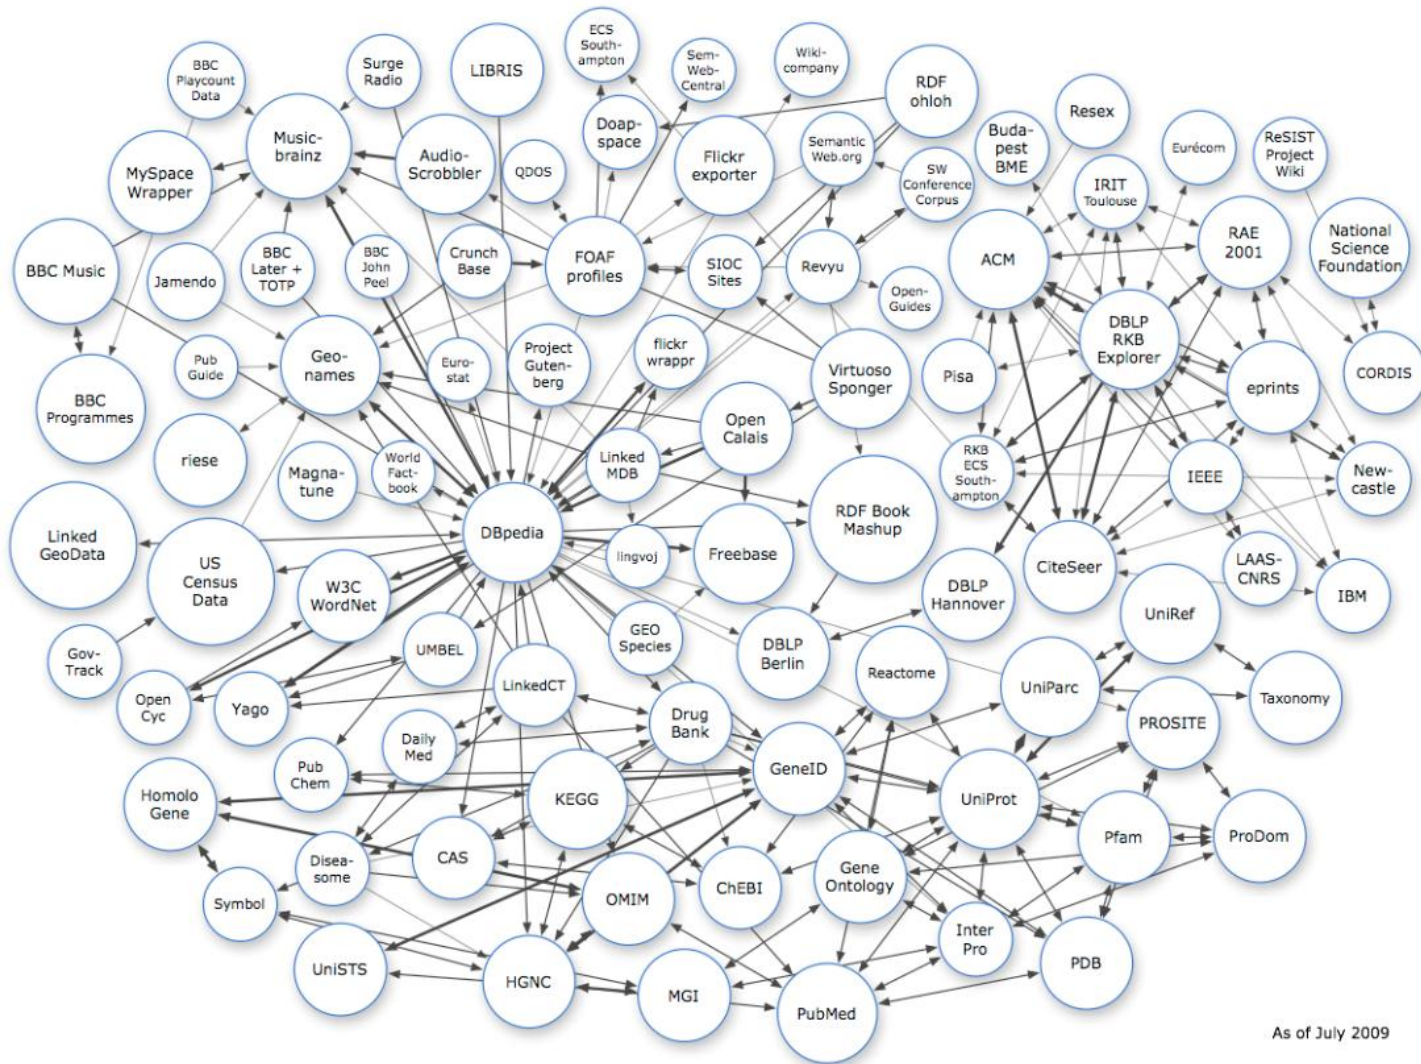 ECS
South-
ampton
Surge
Radio
LIBRIS
BBC
Playcount
Data
Sem-
Web-
Central
Wiki-
company
RDF
ohloh
Resex
Music-
brainz
Audio-
Scrobbler
Doap-
space
Flickr
exporter
Semantic
Web.org
Buda-
pest
BME
Eurécom
ReSIST
Project
Wiki
MySpace
Wrapper
QDOS
SW
Conference
Corpus
IRIT
Toulouse
BBC Music
Jamendo
BBC
Later +
TOTP
BBC
John
Peel
Crunch
Base
FOAF
profiles
SIOC
Sites
Revyu
Open-
Guides
ACM
RAE
2001
National
Science
Foundation
DBLP
RKB
Explorer
Pub
Guide
Geo-
names
Euro-
stat
Project
Guten-
berg
flickr
wrappr
Virtuoso
Sponger
Pisa
eprints
CORDIS
BBC
Programmes
riese
Magna-
tune
World
Fact-
book
Linked
MDB
Open
Calais
RKB
ECS
South-
ampton
IEEE
New-
castle
Linked
GeoData
US
Census
Data
W3C
WordNet
DBpedia
lingvoj
Freebase
RDF Book
Mashup
DBLP
Hannover
CiteSeer
LAAS-
CNRS
IBM
UniRef
Gov-
Track
Open
Cyc
Yago
UMBEL
LinkedCT
GEO
Species
DBLP
Berlin
Reactome
UniParc
Taxonomy
PROSITE
Pub
Chem
Daily
Med
Drug
Bank
Homolo
Gene
KEGG
GeneID
UniProt
Pfam
ProDom
Symbol
Disea-
some
CAS
OMIM
ChEBI
Gene
Ontology
Inter
Pro
PDB
UniSTS
HGNC
MGI
PubMed
As of July 2009